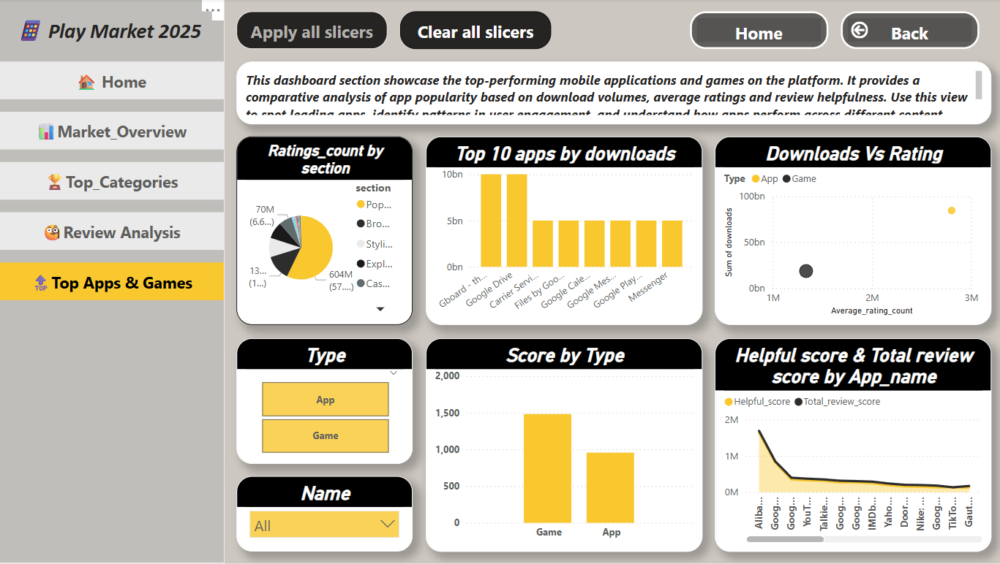 Play Market 2025
Home
Market_Overview
Top_Categories
Review Analysis
TOP
Top Apps & Games
Apply all slicers
Clear all slicers
Home
Back
This dashboard section showcase the top-performing mobile applications and games on the platform. It provides a
comparative analysis of app popularity based on download volumes, average ratings and review helpfulness. Use this view
to spot leading apps, identify patterns in user engagement, and understand how apps perform across different content
Ratings_count by
section
section
Pop...
Bro...
Styli...
Expl...
Cas...
70M
(6.6...)
13...
(1...)
604M
(57....)
Top 10 apps by downloads
10bn
5bn
0bn
Gboard - th...
Google Drive
Carrier Servi...
Files by Goo...
Google Cale...
Google Mes...
Google Play...
Messenger
Downloads Vs Rating
Type
App
Game
100bn
50bn
0bn
Sum of downloads
1M
2M
3M
Average_rating_count
Type
App
Game
Name
All
Score by Type
2,000
1,500
1,000
500
0
Game
App
Helpful score & Total review
score by App_name
Helpful_score
Total_review_score
2M
1M
0M
Aliba...
Goog...
Goog...
YouT...
Talkie...
Goog...
Goog...
IMDb...
Yaho...
Door...
Nike: ...
Goog...
TikTo...
Gaut...